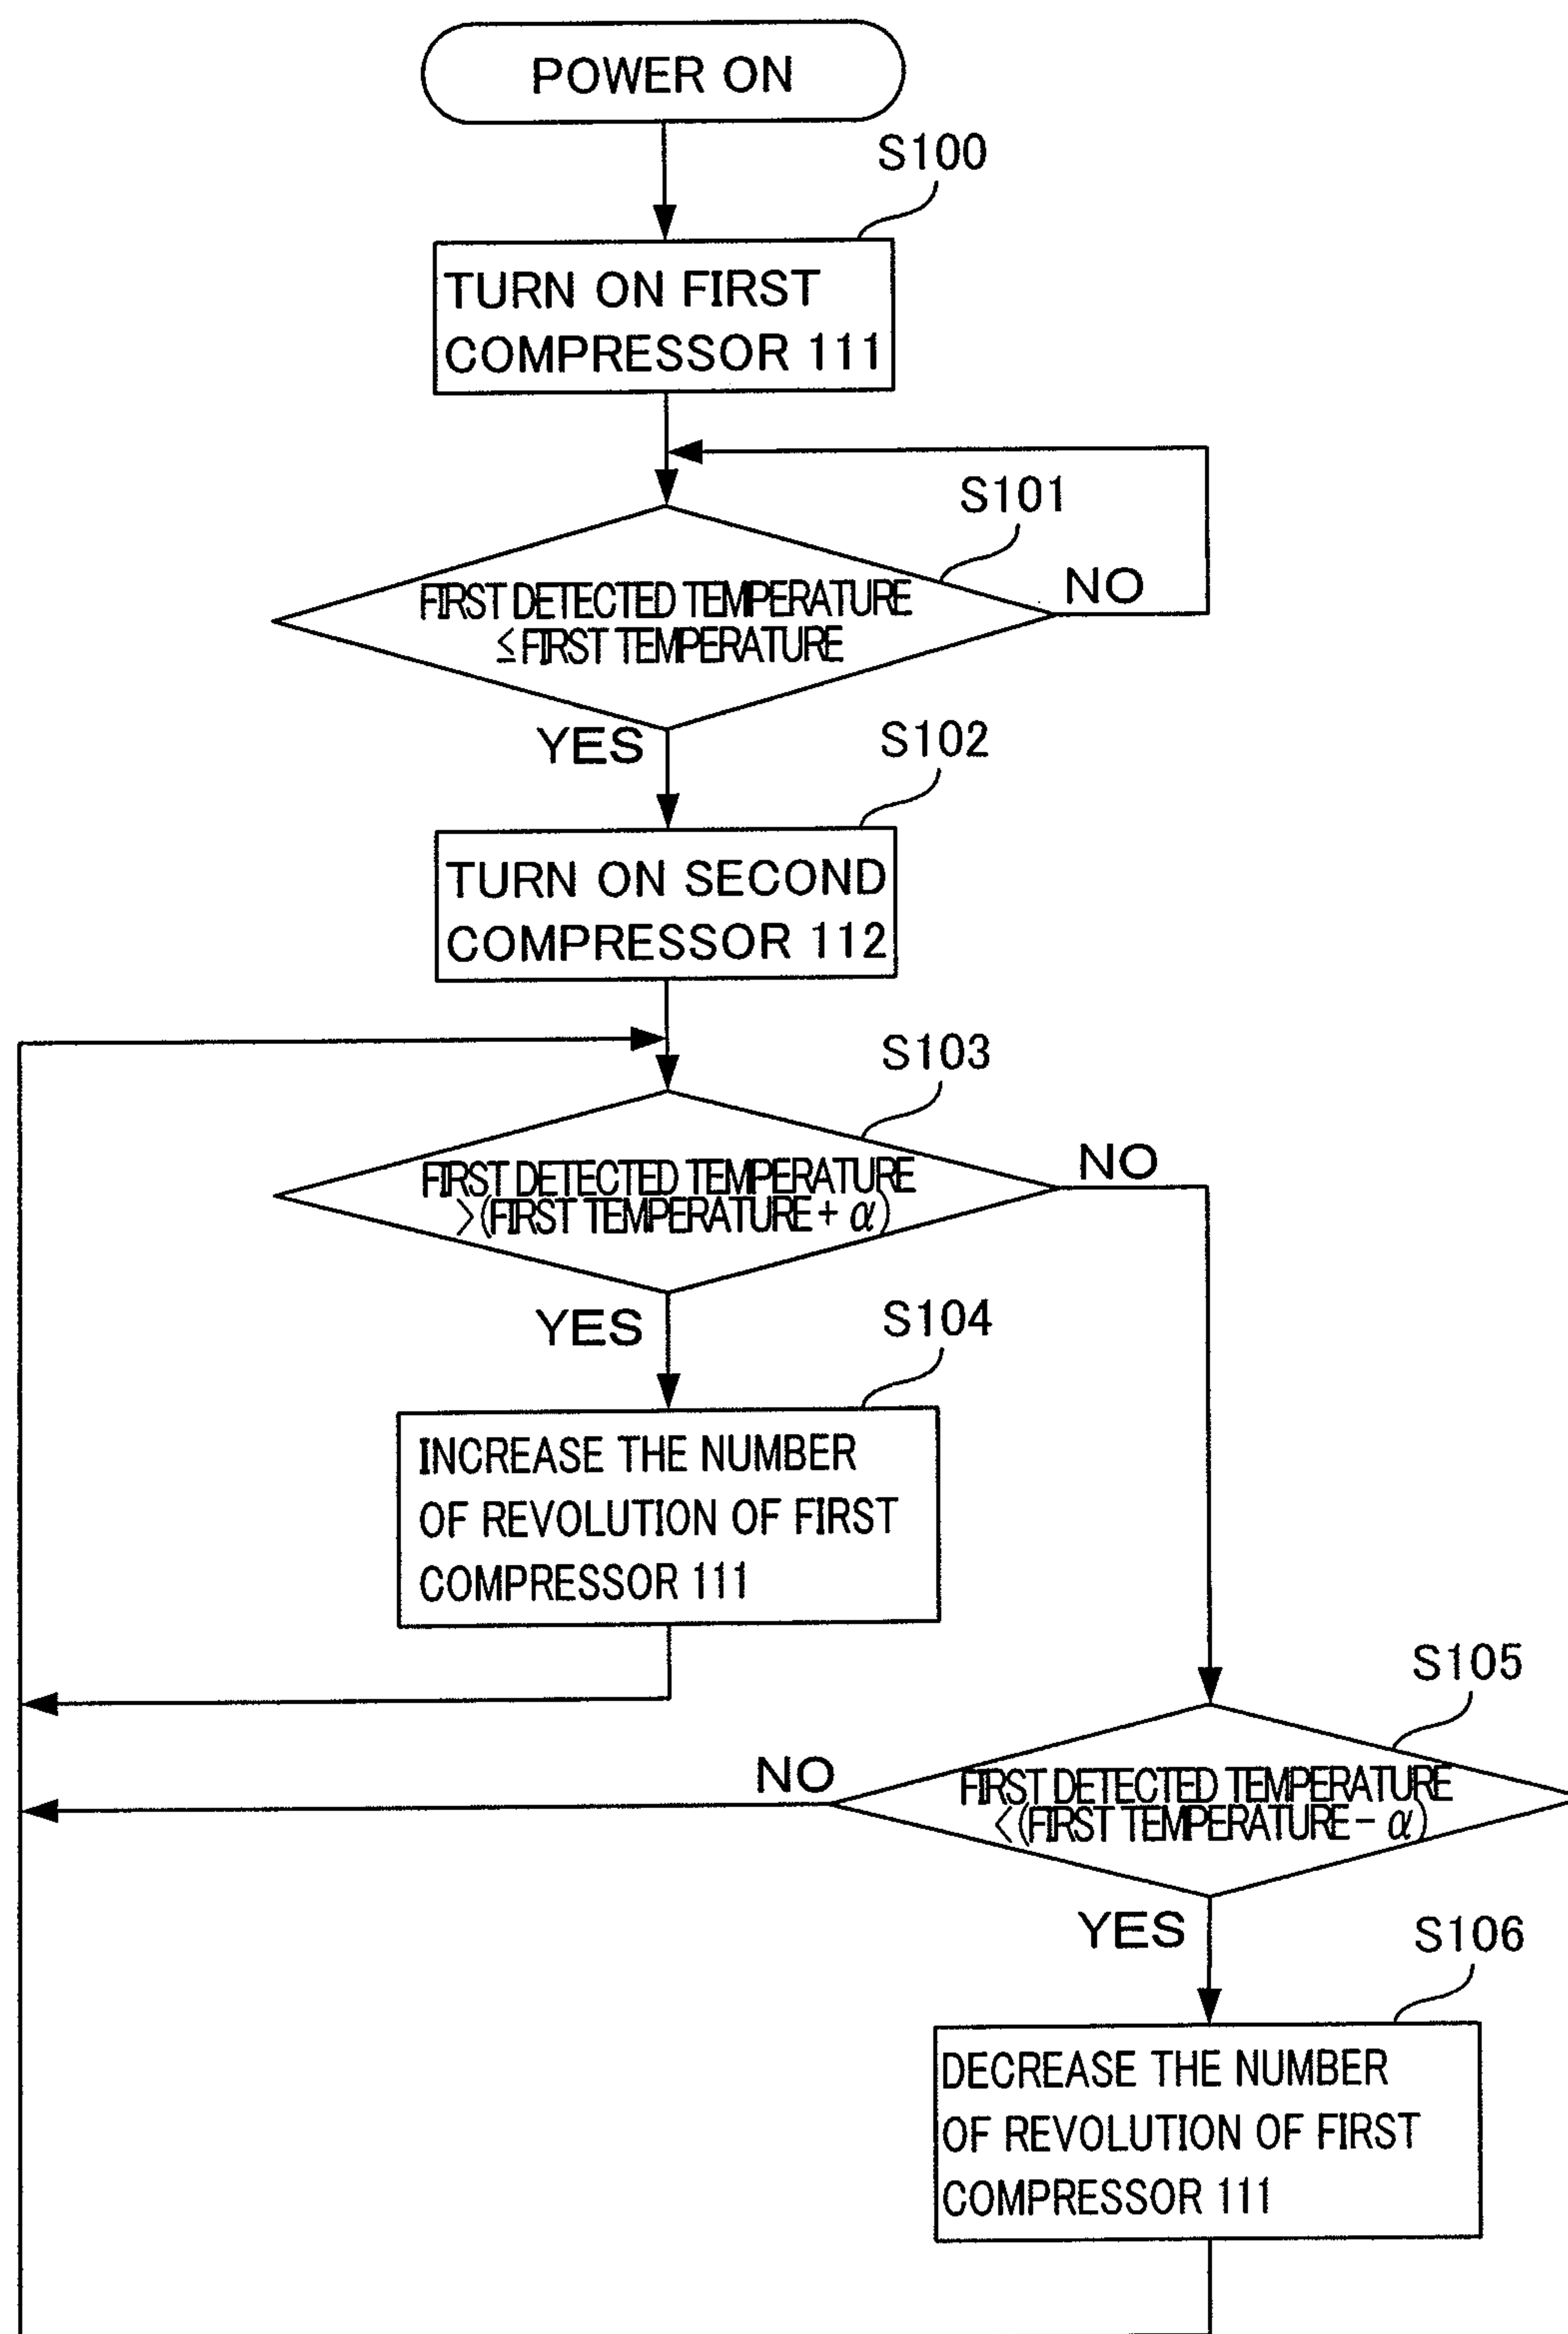 POWER ON
S100
TURN ON FIRST
COMPRESSOR 111
S101
FIRST DETECTED TEMPERATURE
≦FIRST TEMPERATURE
NO
YES
S102
TURN ON SECOND
COMPRESSOR 112
S103
FIRST DETECTED TEMPERATURE
>(FIRST TEMPERATURE+ α)
NO
YES
S104
INCREASE THE NUMBER
OF REVOLUTION OF FIRST
COMPRESSOR 111
S105
NO
FIRST DETECTED TEMPERATURE
<(FIRST TEMPERATURE− α)
YES
S106
DECREASE THE NUMBER
OF REVOLUTION OF FIRST
COMPRESSOR 111